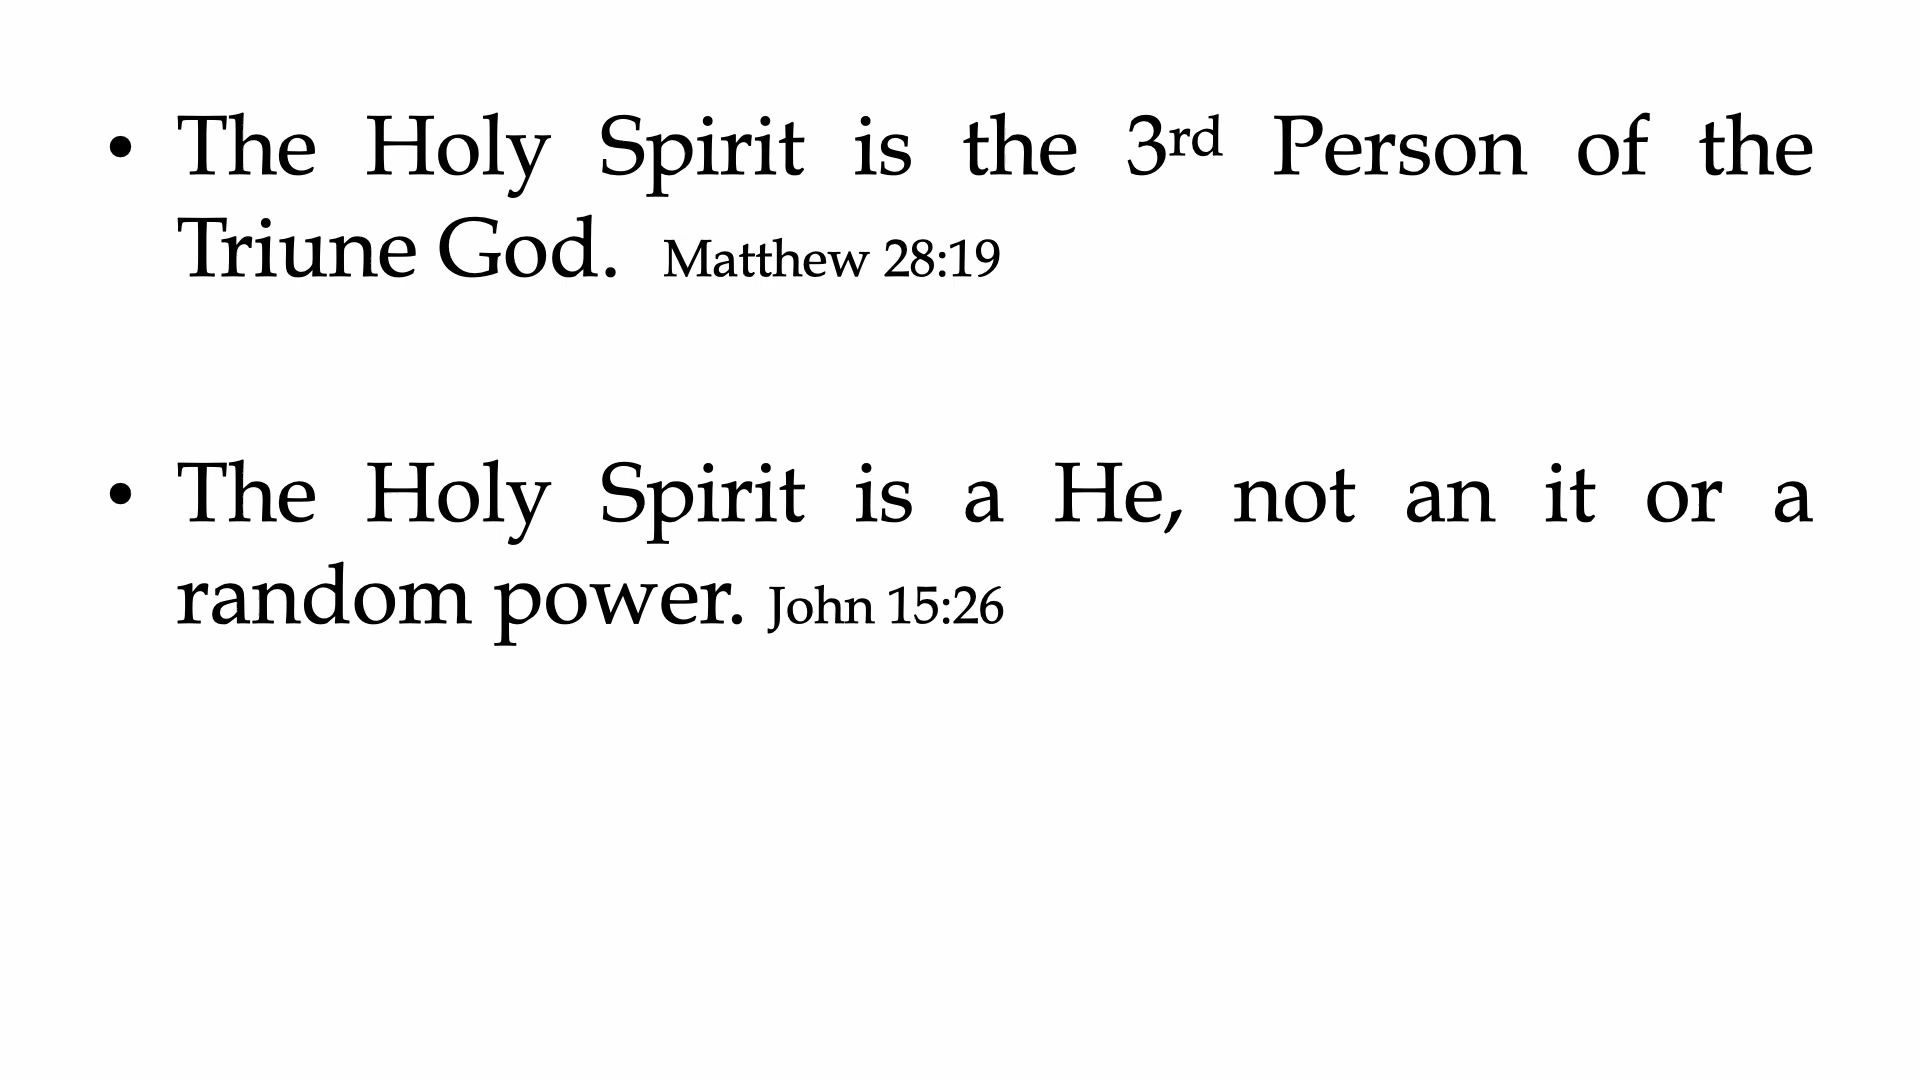 • The Holy Spirit is the 3rd Person of the
Triune God. Matthew 28:19
• The Holy Spirit is a He, not an it or a
random power. John 15:26